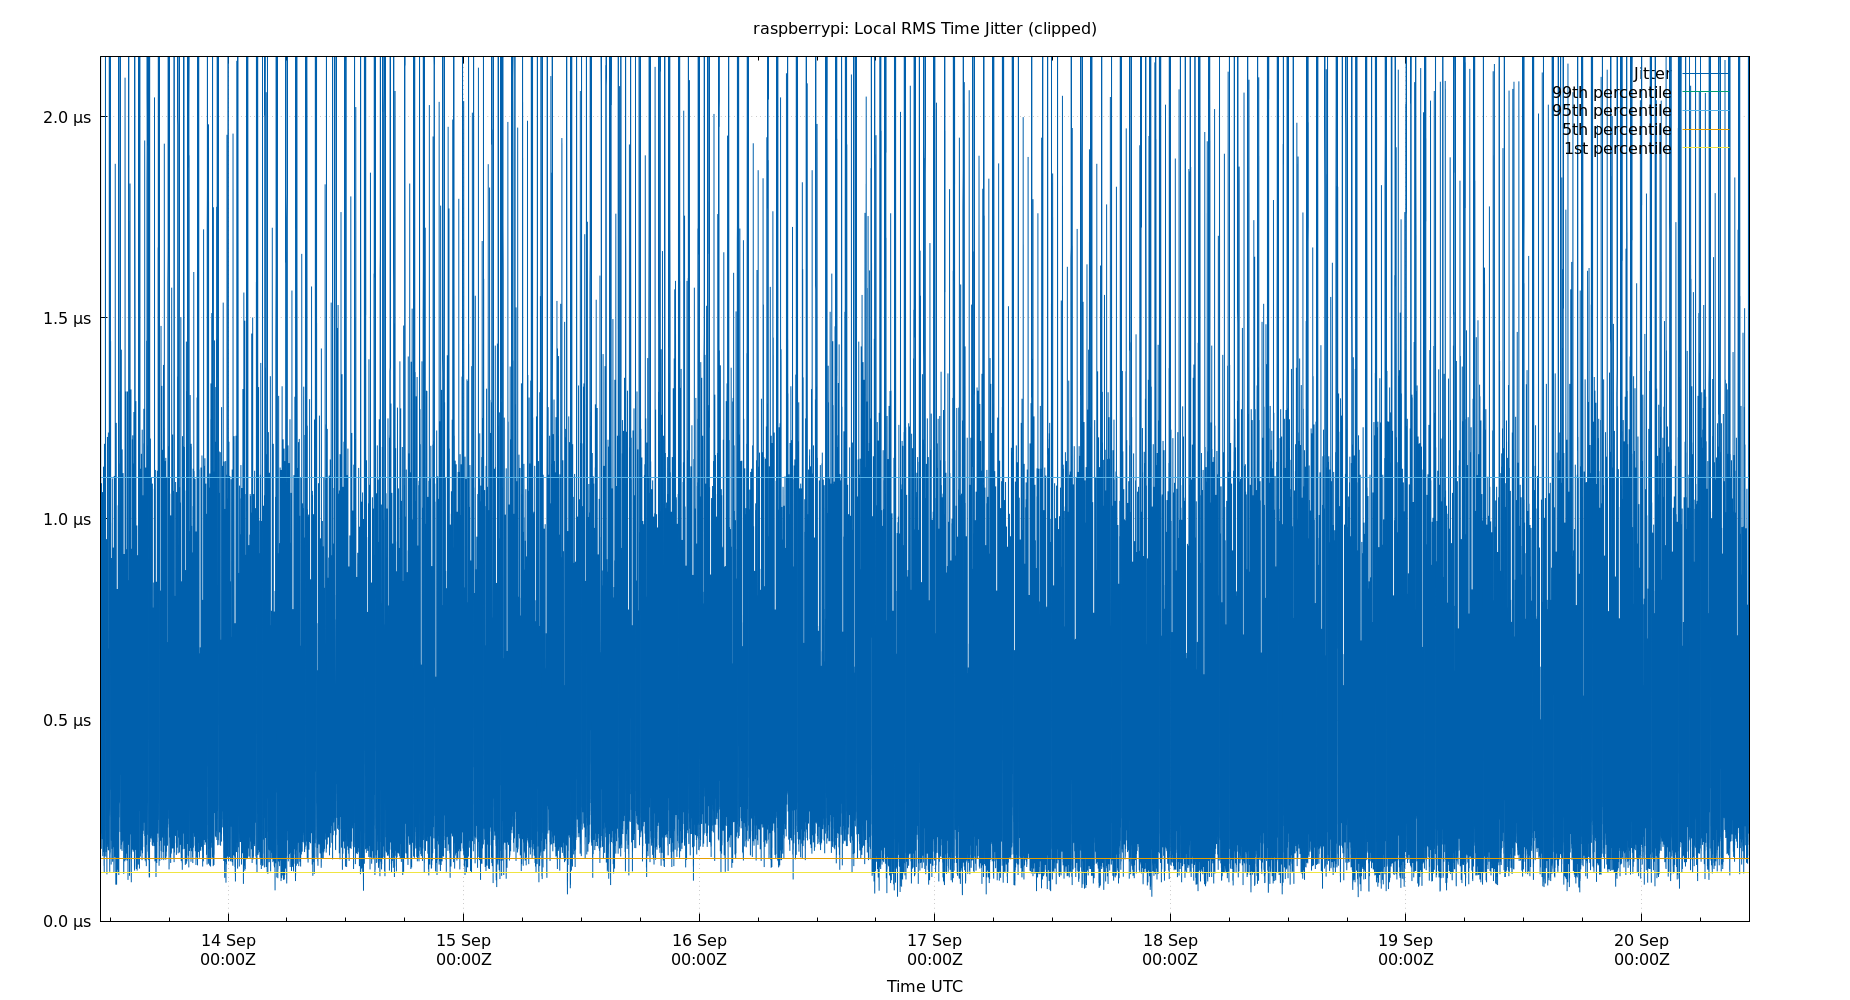 raspberrypi: Local RMS Time Jitter (clipped)
Jitter
99th percentile
95th percentile
5th percentile
1st percentile
2.0 µs
1.5 µs
1.0 µs
0.5 µs
0.0 µs
14 Sep 15 Sep 16 Sep 17 Sep 18 Sep 19 Sep 20 Sep
00:00Z 00:00Z 00:00Z 00:00Z 00:00Z 00:00Z 00:00Z
Time UTC